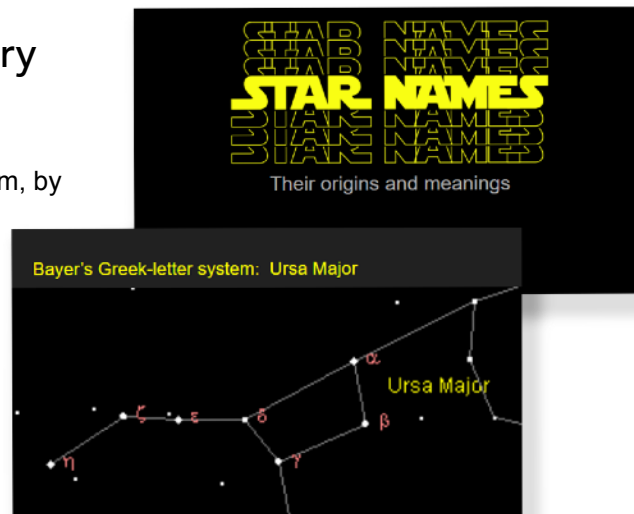 ry
STAR NAMES
STAR NAMES
STAR NAMES
STAR NAMES
STAR NAMES
STAR NAMES
STAR NAMES
Their origins and meanings
m, by
Bayer's Greek-letter system: Ursa Major
α
Ursa Major
ζ ε δ β
η γ